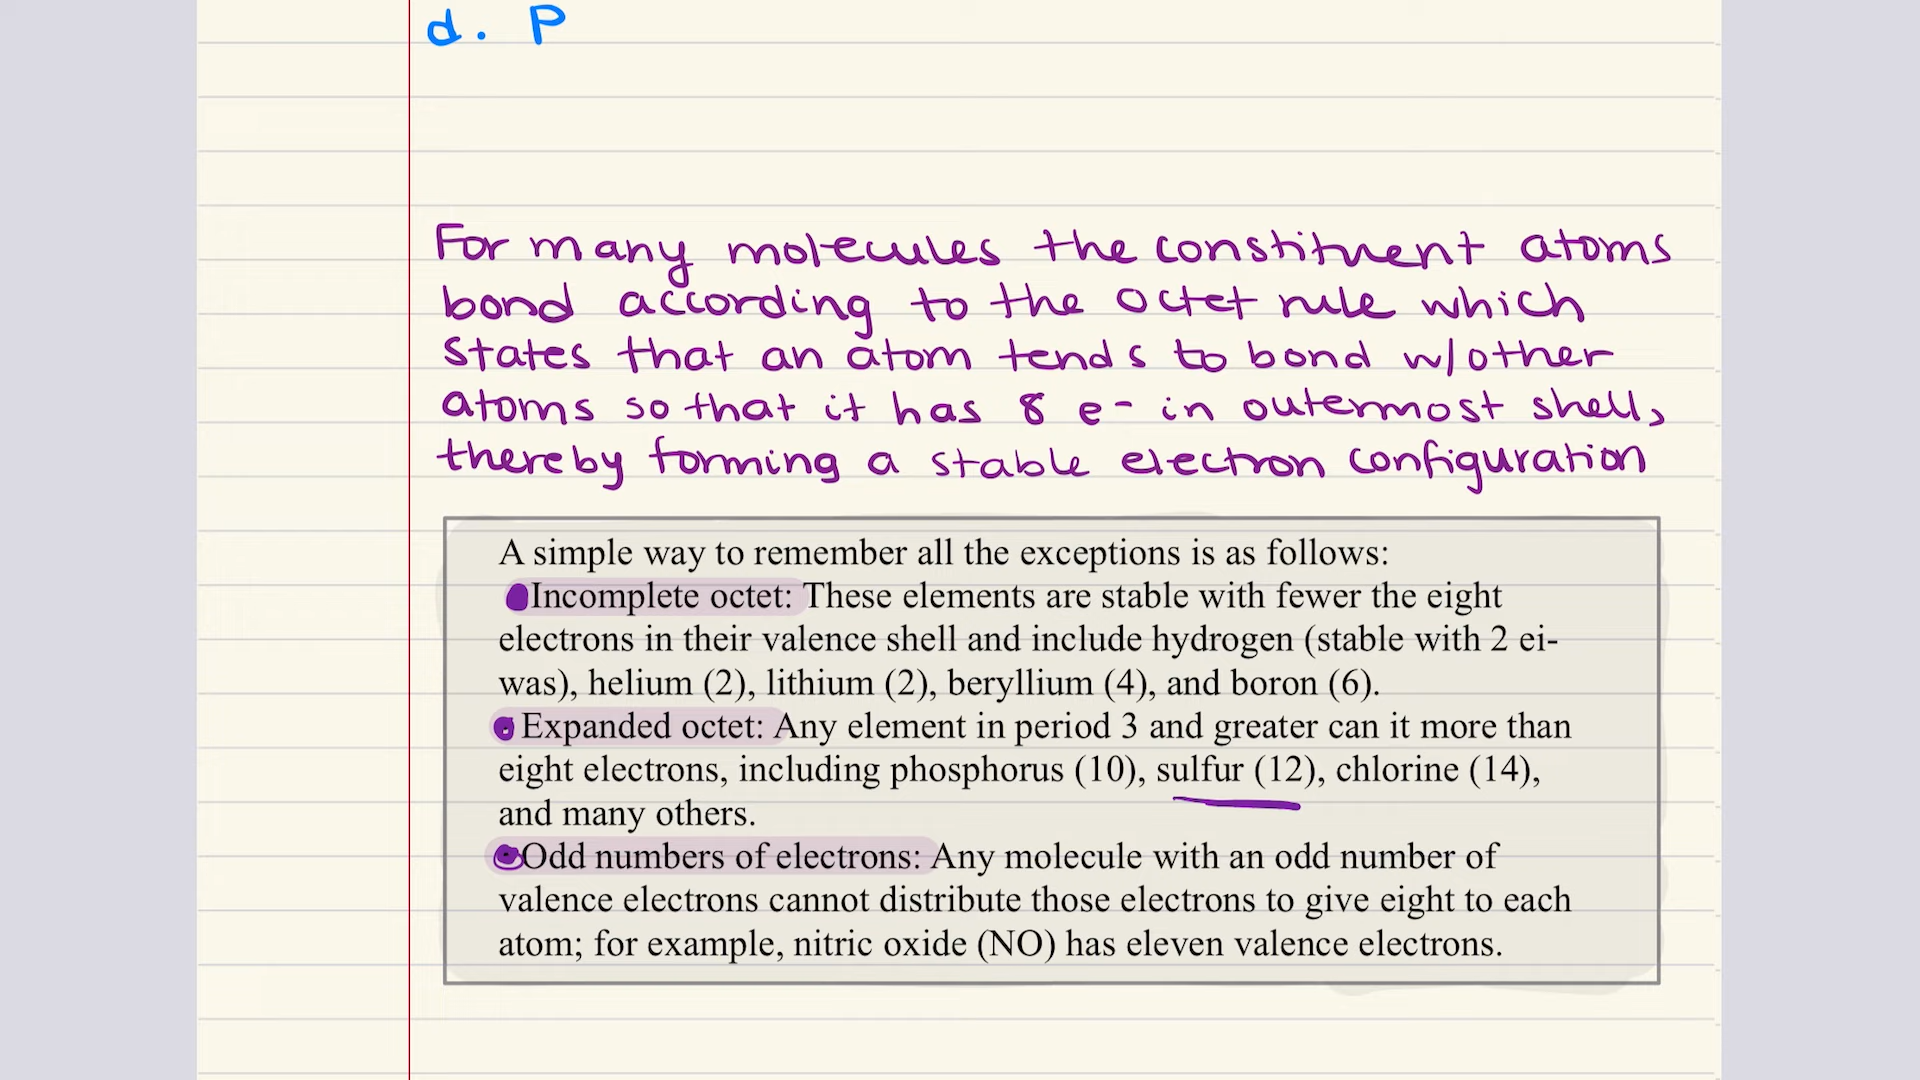 d. P
For many molecules the constituent atoms
bond according to the octet rule which
states that an atom tends to bond w/other
atoms so that it has 8 e- in outermost shell,
thereby forming a stable electron configuration
A simple way to remember all the exceptions is as follows:
•Incomplete octet: These elements are stable with fewer the eight
electrons in their valence shell and include hydrogen (stable with 2 ei-
was), helium (2), lithium (2), beryllium (4), and boron (6).
• Expanded octet: Any element in period 3 and greater can it more than
eight electrons, including phosphorus (10), sulfur (12), chlorine (14),
and many others.
•Odd numbers of electrons: Any molecule with an odd number of
valence electrons cannot distribute those electrons to give eight to each
atom; for example, nitric oxide (NO) has eleven valence electrons.